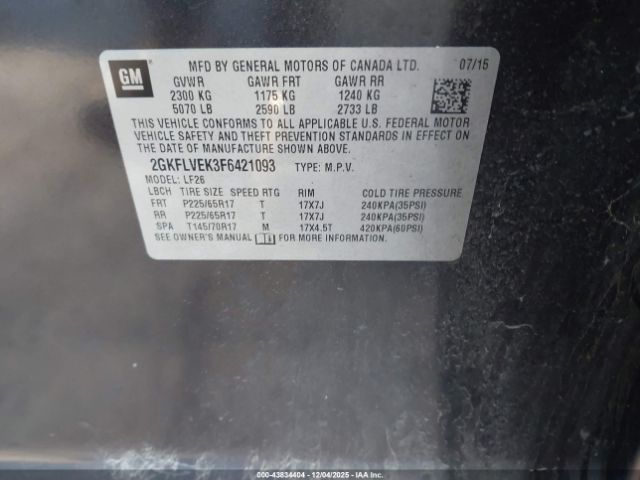 GM
MFD BY GENERAL MOTORS OF CANADA LTD. 07/15
GVWR GAWR FRT GAWR RR
2300 KG 1175 KG 1240 KG
5070 LB 2590 LB 2733 LB
THIS VEHICLE CONFORMS TO ALL APPLICABLE U.S. FEDERAL MOTOR
VEHICLE SAFETY AND THEFT PREVENTION STANDARDS IN EFFECT ON
THE DATE OF MANUFACTURE SHOWN ABOVE.
2GKFLVEK3F6421093 TYPE: M.P.V.
MODEL: LF26
LBCH TIRE SIZE SPEED RTG RIM COLD TIRE PRESSURE
FRT P225/65R17 T 17X7J 240KPA(35PSI)
RR P225/65R17 T 17X7J 240KPA(35PSI)
SPA T145/70R17 M 17X4.5T 420KPA(60PSI)
SEE OWNER'S MANUAL FOR MORE INFORMATION.
000-43834404 - 12/04/2025 - IAAI.CA